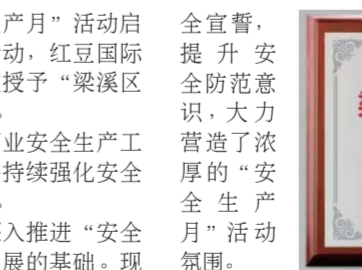 产月”活动启
动，红豆国际
授予“梁溪区
。
业安全生产工
持续强化安全
。
入推进“安全
展的基础。现
全宣誓，
提升安
全防范意
识，大力
营造了浓
厚的“安
全生产
月”活动
氛围。